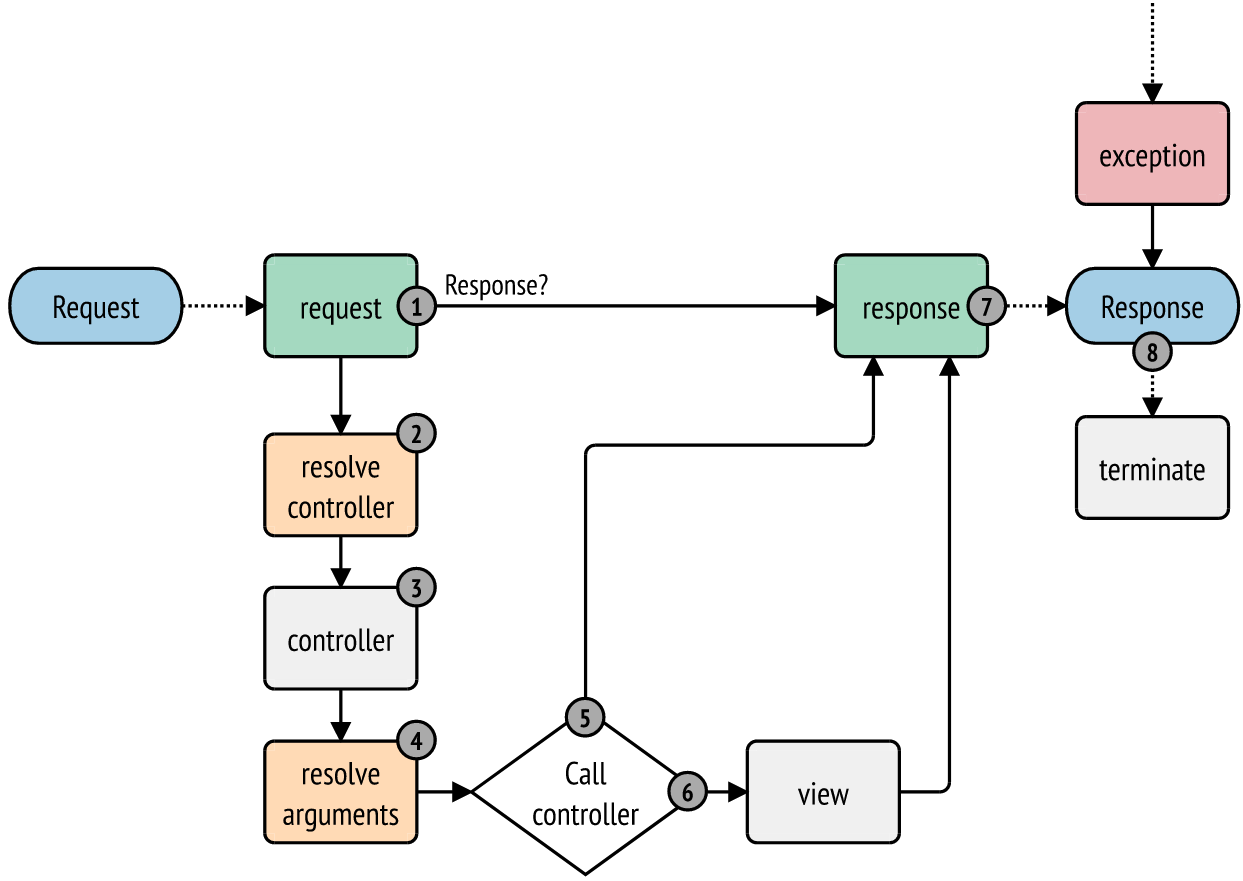 exception
Request
request
1
Response?
response
7
Response
8
2
resolve
controller
terminate
3
controller
4
resolve
arguments
5
Call
controller
6
view